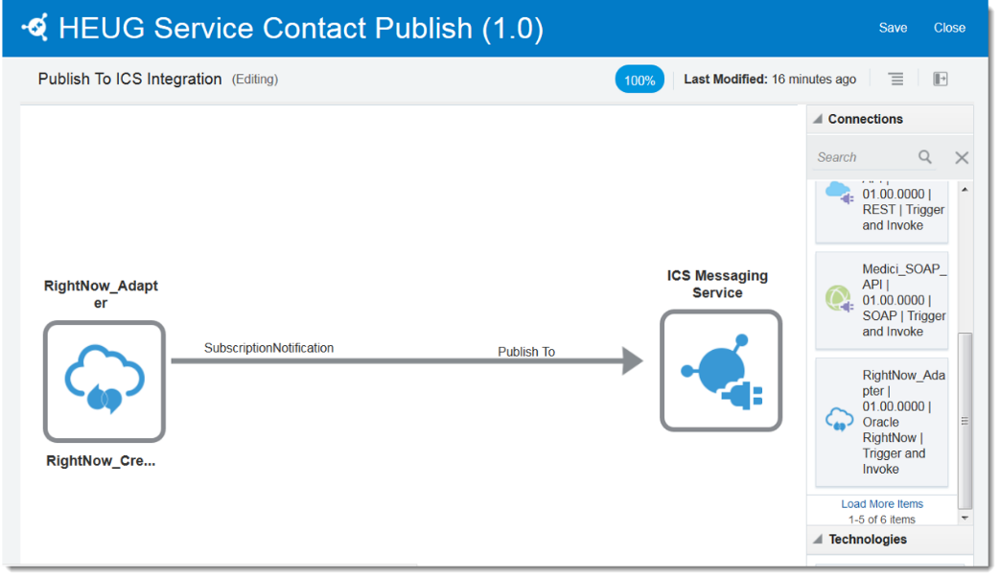 HEUG Service Contact Publish (1.0)
Save
Close
Publish To ICS Integration (Editing)
100%
Last Modified: 16 minutes ago
Connections
Search
01.00.0000 |
REST | Trigger
and Invoke
Medici_SOAP_
API |
01.00.0000 |
SOAP | Trigger
and Invoke
RightNow_Ada
pter |
01.00.0000 |
Oracle
RightNow |
Trigger and
Invoke
Load More Items
1-5 of 6 items
Technologies
RightNow_Adapt
er
RightNow_Cre...
SubscriptionNotification
Publish To
ICS Messaging
Service